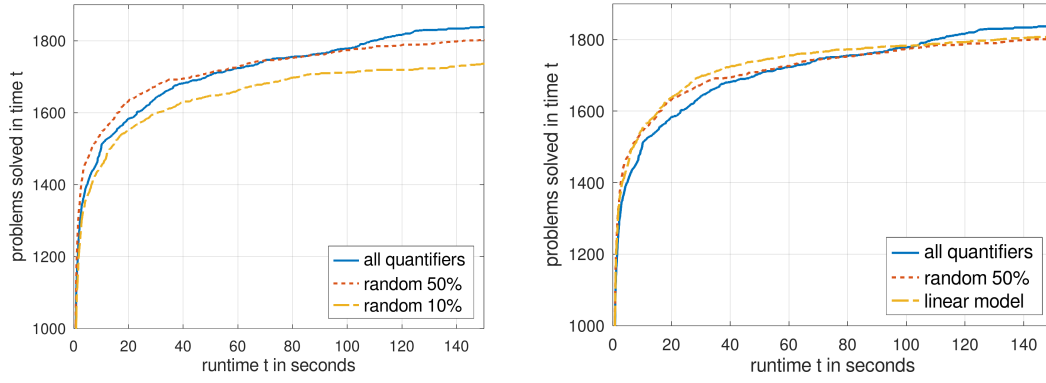 problems solved in time t
1800
1600
1400
1200
1000
0 20 40 60 80 100 120 140
runtime t in seconds
all quantifiers
random 50%
random 10%
problems solved in time t
1800
1600
1400
1200
1000
0 20 40 60 80 100 120 140
runtime t in seconds
all quantifiers
random 50%
linear model